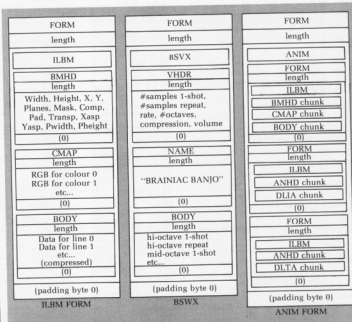 FORM
length
ILBM
BMHD
length
Width, Height, X, Y,
Planes, Mask, Comp,
Pad, Transp, Xasp
Yasp, Pwidth, Pheight
(0)
CMAP
length
RGB for colour 0
RGB for colour 1
etc...
(0)
BODY
length
Data for line 0
Data for line 1
etc...
(compressed)
(0)
(padding byte 0)
ILBM FORM
FORM
length
8SVX
VHDR
length
#samples 1-shot,
#samples repeat,
rate, #octaves,
compression, volume
(0)
NAME
length
"BRAINIAC BANJO"
(0)
BODY
length
hi-octave 1-shot
hi-octave repeat
mid-octave 1-shot
etc...
(0)
(padding byte 0)
8SWX
FORM
length
ANIM
FORM
length
ILBM
BMHD chunk
CMAP chunk
BODY chunk
(0)
FORM
length
ILBM
ANHD chunk
DLIA chunk
(0)
FORM
length
ILBM
ANHD chunk
DLTA chunk
(0)
(padding byte 0)
ANIM FORM